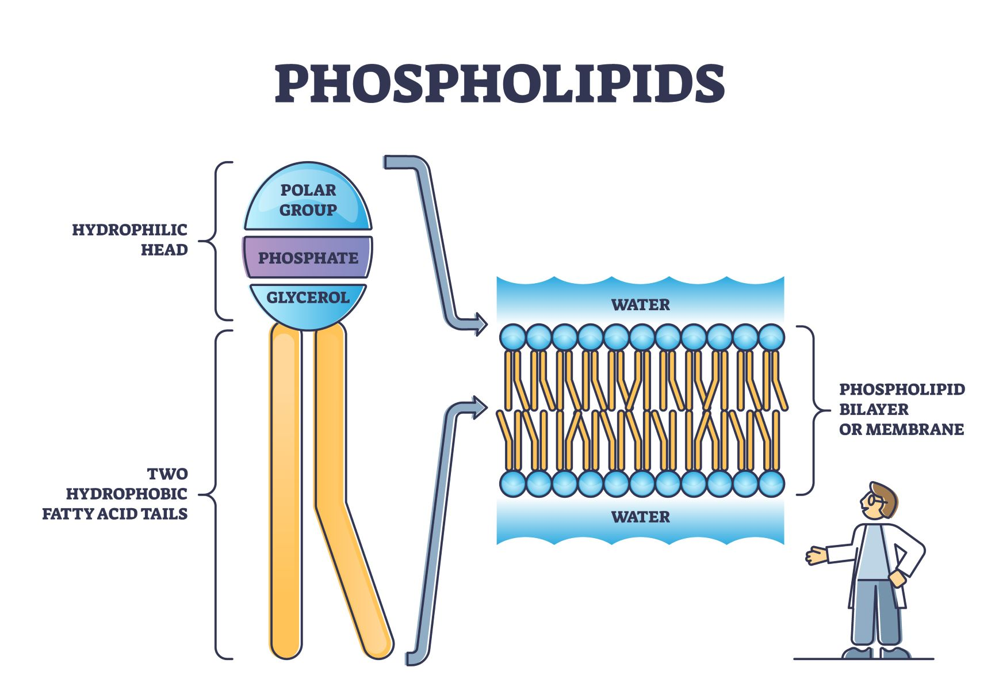 PHOSPHOLIPIDS
POLAR
GROUP
HYDROPHILIC
HEAD
PHOSPHATE
GLYCEROL
WATER
PHOSPHOLIPID
BILAYER
OR MEMBRANE
TWO
HYDROPHOBIC
FATTY ACID TAILS
WATER